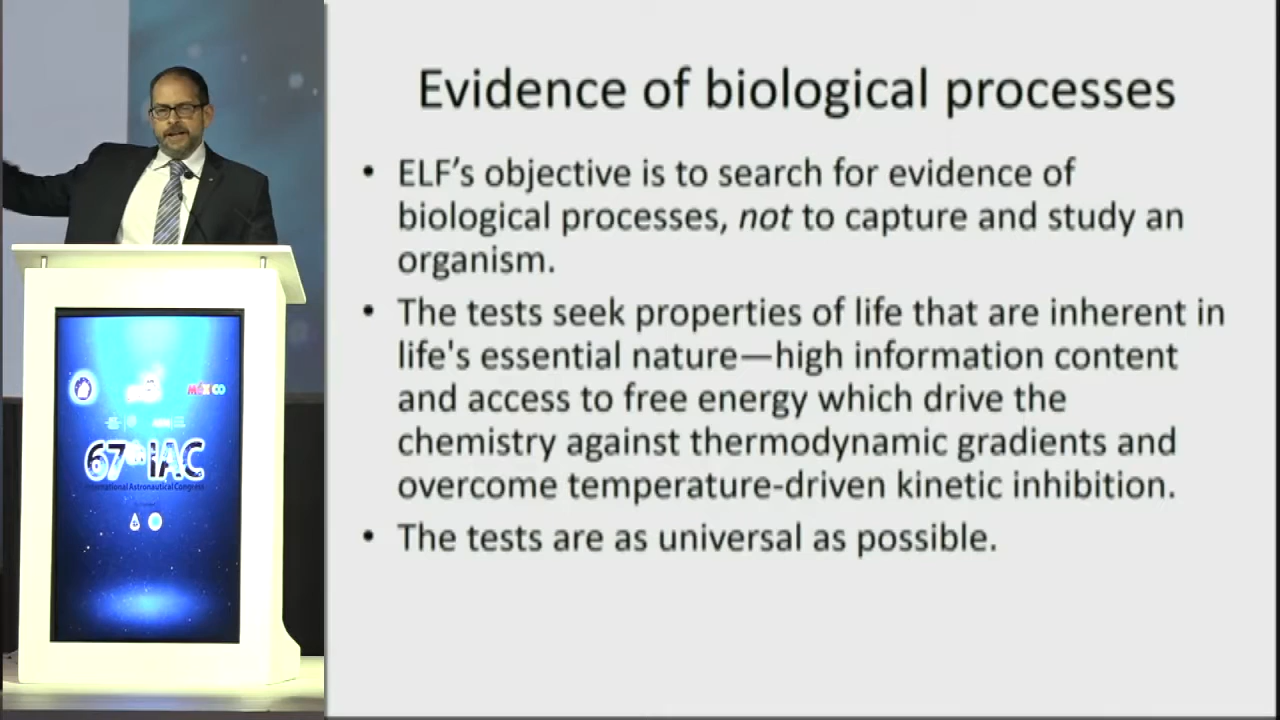 Evidence of biological processes
• ELF’s objective is to search for evidence of
biological processes, not to capture and study an
organism.
• The tests seek properties of life that are inherent in
life's essential nature—high information content
and access to free energy which drive the
chemistry against thermodynamic gradients and
overcome temperature-driven kinetic inhibition.
• The tests are as universal as possible.
MÉXICO
67th IAC
International Astronautical Congress